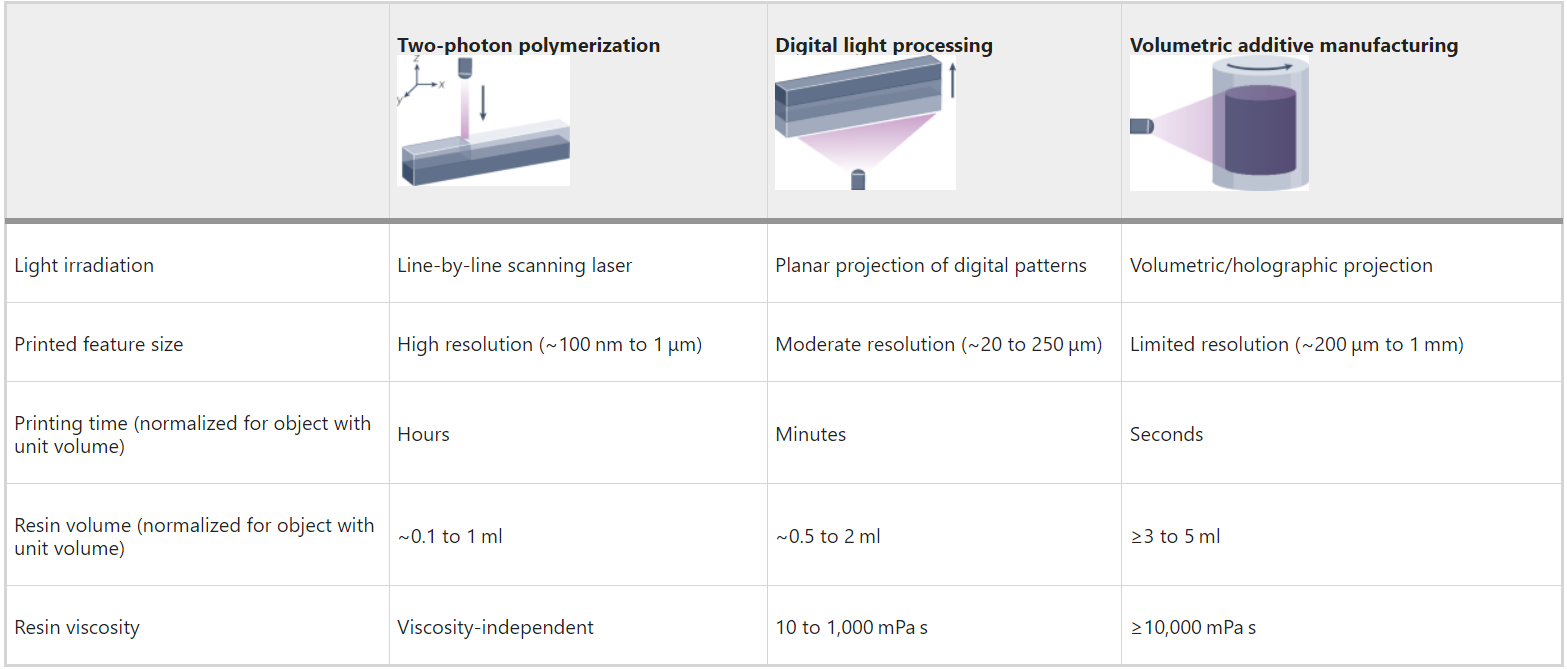 Two-photon polymerization
Digital light processing
Volumetric additive manufacturing
z
x
y
Light irradiation
Line-by-line scanning laser
Planar projection of digital patterns
Volumetric/holographic projection
Printed feature size
High resolution (~100 nm to 1 μm)
Moderate resolution (~20 to 250 μm)
Limited resolution (~200 μm to 1 mm)
Printing time (normalized for object with
unit volume)
Hours
Minutes
Seconds
Resin volume (normalized for object with
unit volume)
~0.1 to 1 ml
~0.5 to 2 ml
≥3 to 5 ml
Resin viscosity
Viscosity-independent
10 to 1,000 mPa s
≥10,000 mPa s